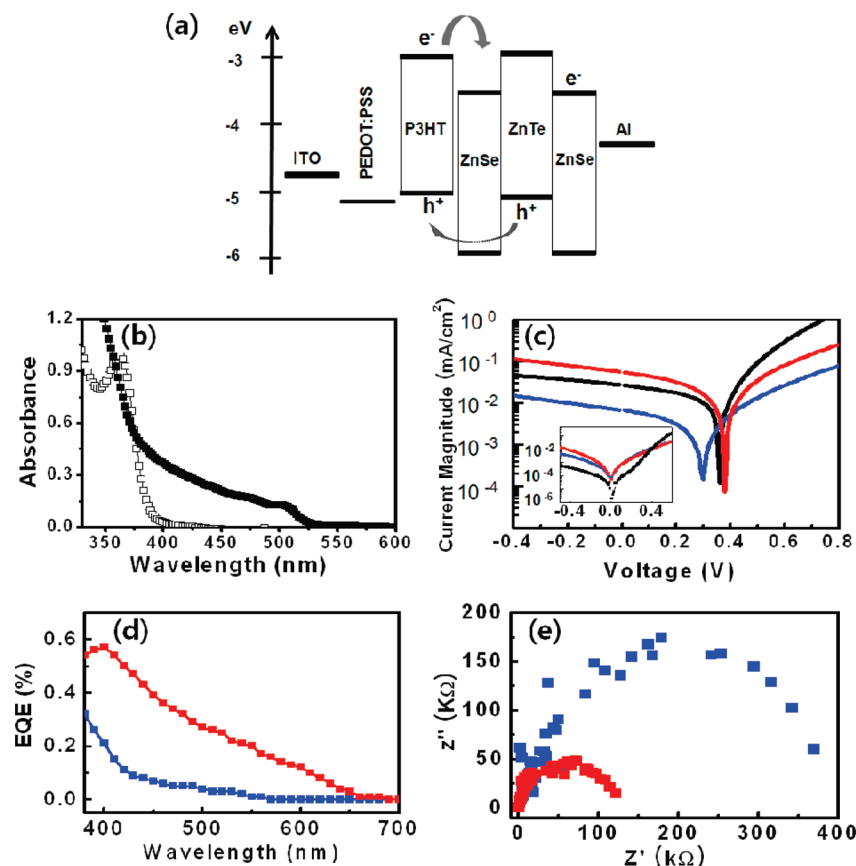 (a)
eV
-3
-4
-5
-6
ITO
PEDOT:PSS
e-
P3HT
h+
ZnSe
ZnTe
h+
e-
ZnSe
Al
(b)
Absorbance
1.2
0.9
0.6
0.3
0.0
350 400 450 500 550 600
Wavelength (nm)
(c)
Current Magnitude (mA/cm2)
10 0
10-1
10-2
10-3
10-4
-0.4 -0.2 0.0 0.2 0.4 0.6 0.8
Voltage (V)
10-2
10-4
10-6
-0.4 0.0 0.4
(d)
EQE (%)
0.6
0.4
0.2
0.0
400 500 600 700
Wavelength (nm)
(e)
z'' (KΩ)
200
150
100
50
0
0 100 200 300 400
Z' (kΩ)